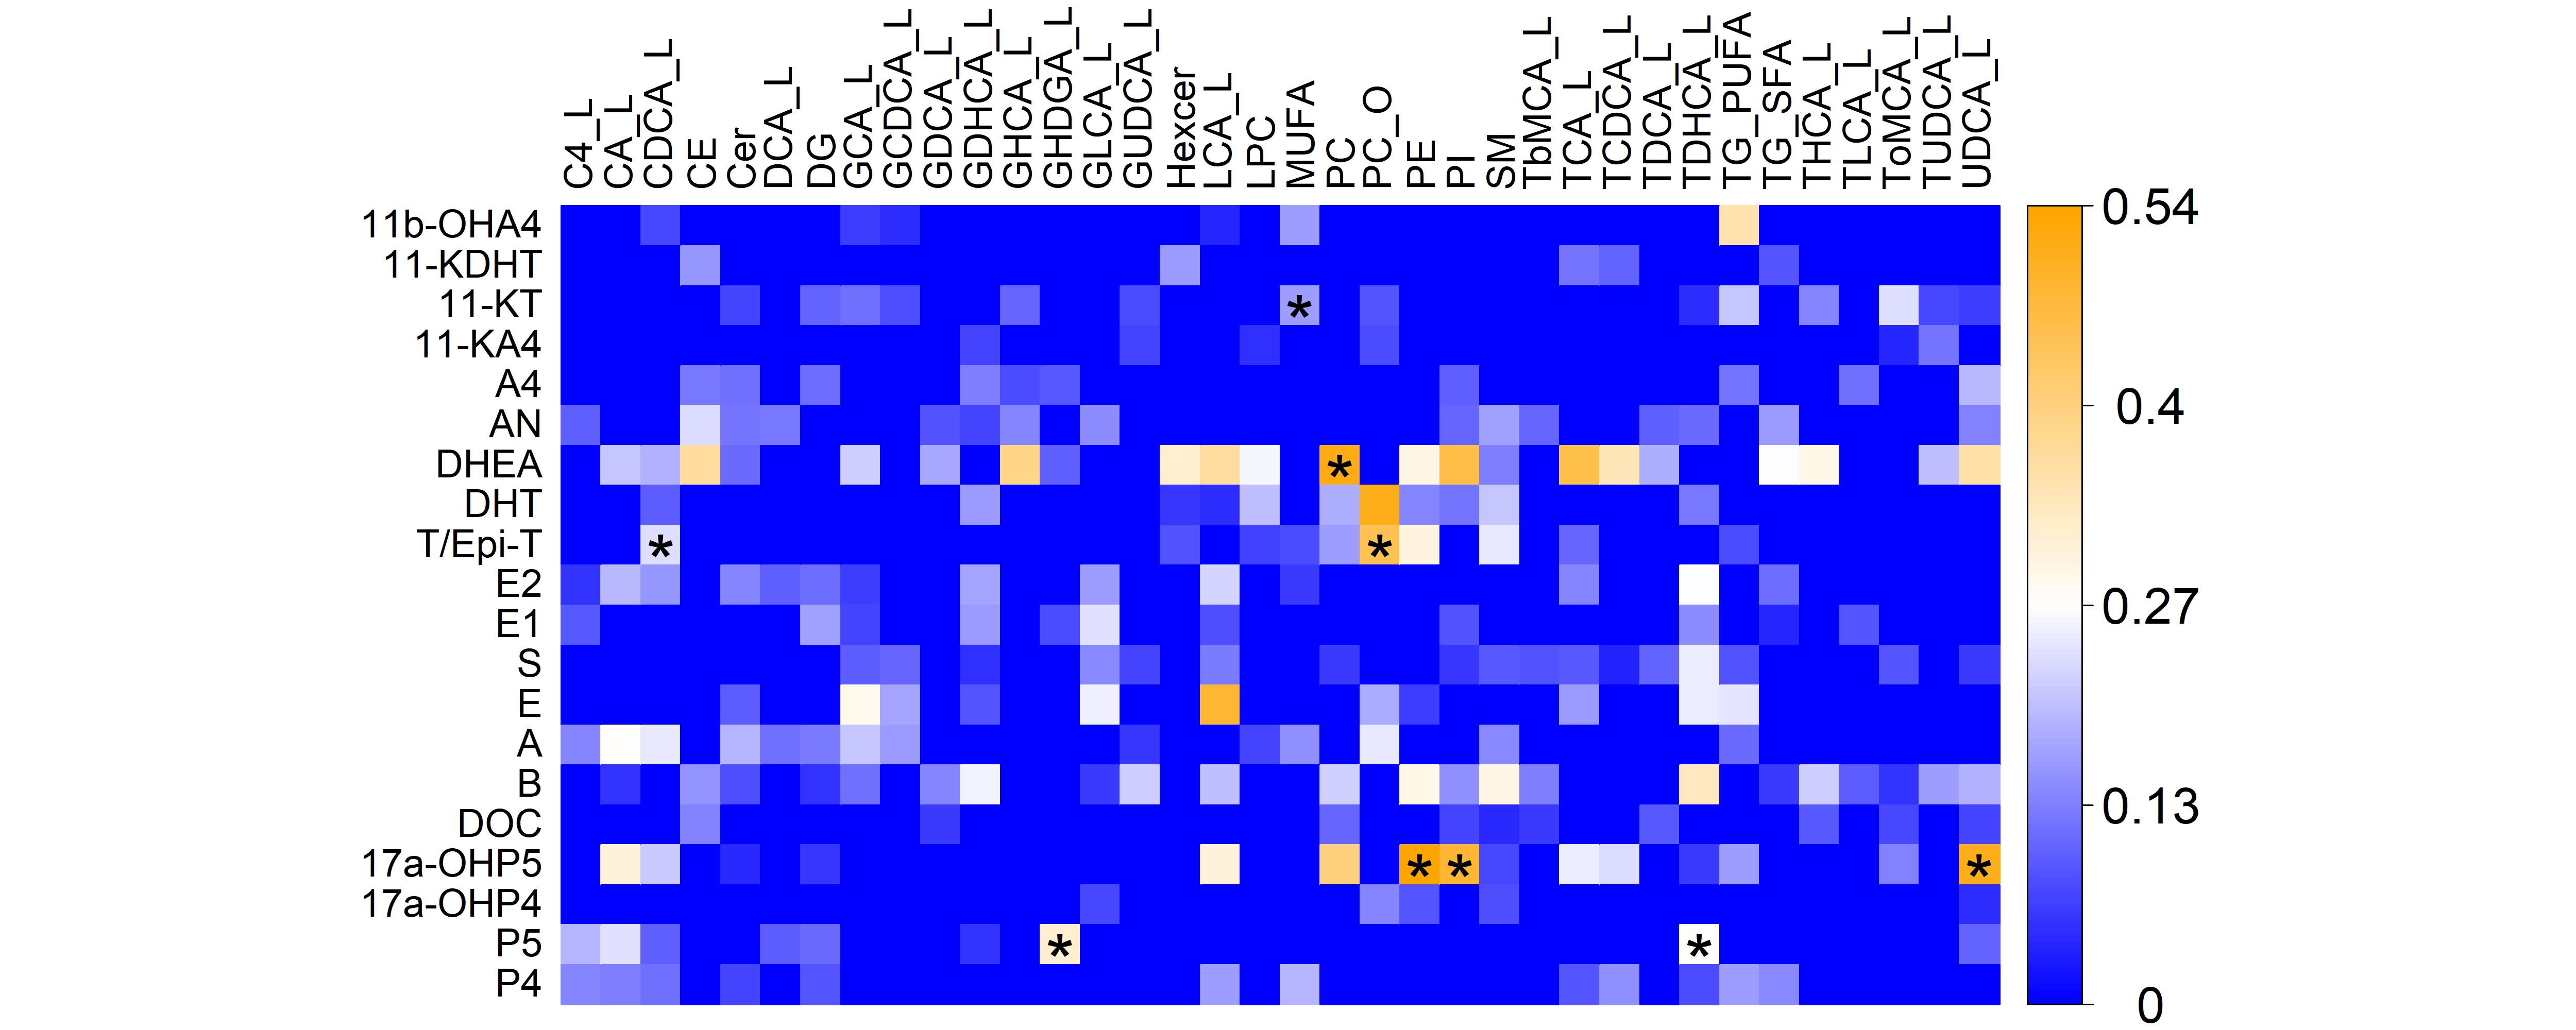 C4_L
CA_L
CDCA_L
CE
Cer
DCA_L
DG
GCA_L
GCDCA_L
GDCA_L
GDHCA_L
GHCA_L
GHDGA_L
GLCA_L
GUDCA_L
Hexcer
LCA_L
LPC
MUFA
PC
PC_O
PE
PI
SM
TbMCA_L
TCA_L
TCDCA_L
TDCA_L
TDHCA_L
TG_PUFA
TG_SFA
THCA_L
TLCA_L
ToMCA_L
TUDCA_L
UDCA_L
11b-OHA4
11-KDHT
11-KT
*
11-KA4
A4
AN
DHEA
*
DHT
T/Epi-T
* *
E2
E1
S
E
A
B
DOC
17a-OHP5
* * *
17a-OHP4
P5
* *
P4
0.54
0.4
0.27
0.13
0